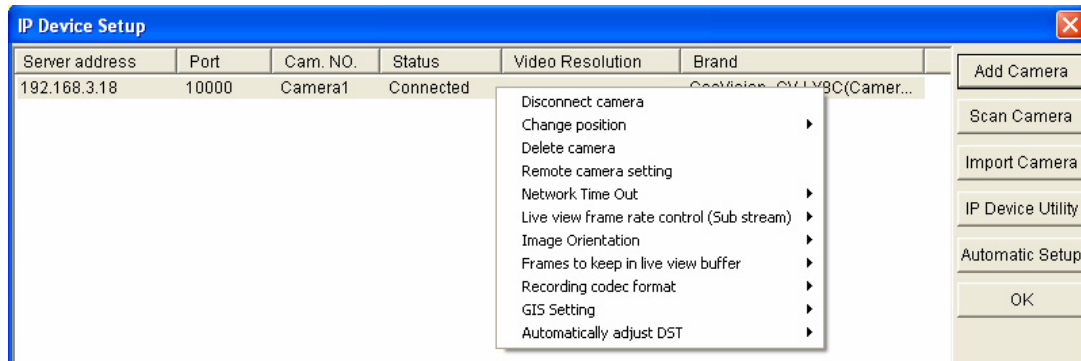 IP Device Setup
Server address Port Cam. NO. Status Video Resolution Brand
192.168.3.18 10000 Camera1 Connected (Camer...
Disconnect camera
Change position
Delete camera
Remote camera setting
Network Time Out
Live view frame rate control (Sub stream)
Image Orientation
Frames to keep in live view buffer
Recording codec format
GIS Setting
Automatically adjust DST
Add Camera
Scan Camera
Import Camera
IP Device Utility
Automatic Setup
OK